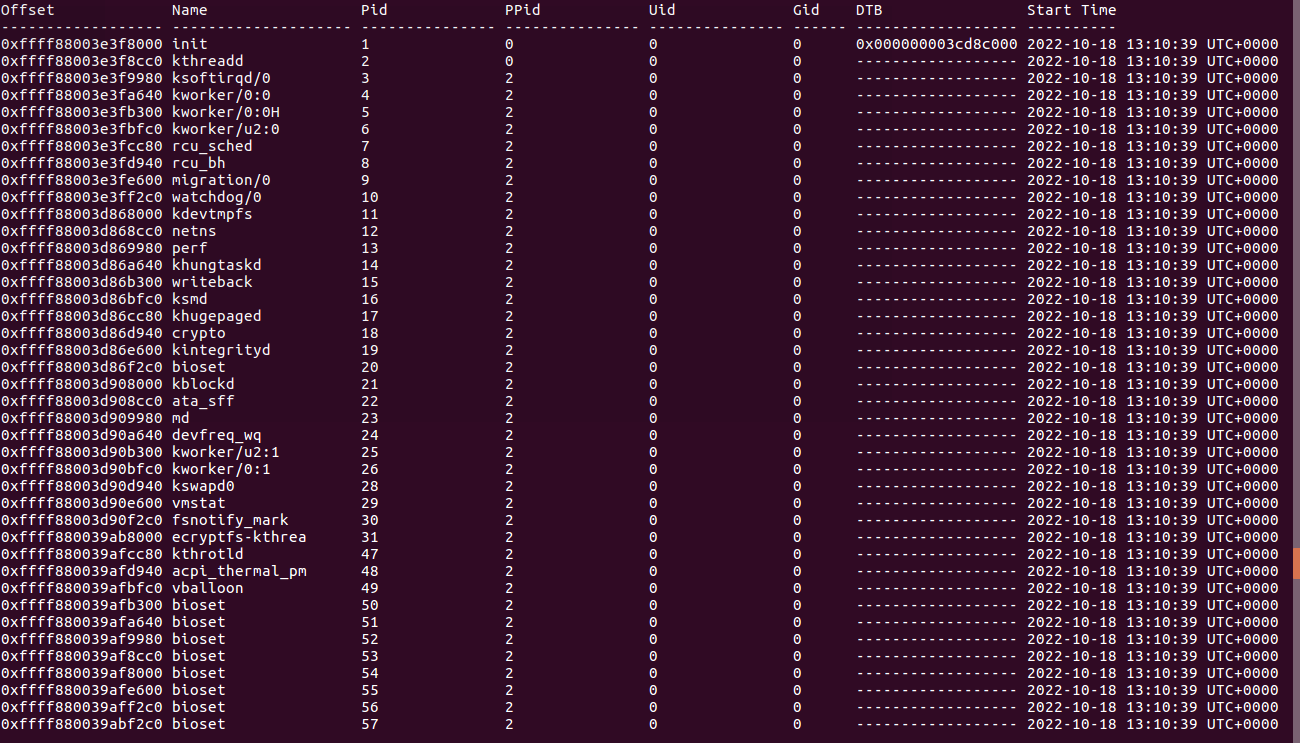 Offset Name Pid PPid Uid Gid DTB Start Time
------------------ -------------------- --------------- --------------- --------------- ------ ------------------ ----------
0xffff88003e3f8000 init 1 0 0 0 0x000000003cd8c000 2022-10-18 13:10:39 UTC+0000
0xffff88003e3f8cc0 kthreadd 2 0 0 0 ------------------ 2022-10-18 13:10:39 UTC+0000
0xffff88003e3f9980 ksoftirqd/0 3 2 0 0 ------------------ 2022-10-18 13:10:39 UTC+0000
0xffff88003e3fa640 kworker/0:0 4 2 0 0 ------------------ 2022-10-18 13:10:39 UTC+0000
0xffff88003e3fb300 kworker/0:0H 5 2 0 0 ------------------ 2022-10-18 13:10:39 UTC+0000
0xffff88003e3fbfc0 kworker/u2:0 6 2 0 0 ------------------ 2022-10-18 13:10:39 UTC+0000
0xffff88003e3fcc80 rcu_sched 7 2 0 0 ------------------ 2022-10-18 13:10:39 UTC+0000
0xffff88003e3fd940 rcu_bh 8 2 0 0 ------------------ 2022-10-18 13:10:39 UTC+0000
0xffff88003e3fe600 migration/0 9 2 0 0 ------------------ 2022-10-18 13:10:39 UTC+0000
0xffff88003e3ff2c0 watchdog/0 10 2 0 0 ------------------ 2022-10-18 13:10:39 UTC+0000
0xffff88003d868000 kdevtmpfs 11 2 0 0 ------------------ 2022-10-18 13:10:39 UTC+0000
0xffff88003d868cc0 netns 12 2 0 0 ------------------ 2022-10-18 13:10:39 UTC+0000
0xffff88003d869980 perf 13 2 0 0 ------------------ 2022-10-18 13:10:39 UTC+0000
0xffff88003d86a640 khungtaskd 14 2 0 0 ------------------ 2022-10-18 13:10:39 UTC+0000
0xffff88003d86b300 writeback 15 2 0 0 ------------------ 2022-10-18 13:10:39 UTC+0000
0xffff88003d86bfc0 ksmd 16 2 0 0 ------------------ 2022-10-18 13:10:39 UTC+0000
0xffff88003d86cc80 khugepaged 17 2 0 0 ------------------ 2022-10-18 13:10:39 UTC+0000
0xffff88003d86d940 crypto 18 2 0 0 ------------------ 2022-10-18 13:10:39 UTC+0000
0xffff88003d86e600 kintegrityd 19 2 0 0 ------------------ 2022-10-18 13:10:39 UTC+0000
0xffff88003d86f2c0 bioset 20 2 0 0 ------------------ 2022-10-18 13:10:39 UTC+0000
0xffff88003d908000 kblockd 21 2 0 0 ------------------ 2022-10-18 13:10:39 UTC+0000
0xffff88003d908cc0 ata_sff 22 2 0 0 ------------------ 2022-10-18 13:10:39 UTC+0000
0xffff88003d909980 md 23 2 0 0 ------------------ 2022-10-18 13:10:39 UTC+0000
0xffff88003d90a640 devfreq_wq 24 2 0 0 ------------------ 2022-10-18 13:10:39 UTC+0000
0xffff88003d90b300 kworker/u2:1 25 2 0 0 ------------------ 2022-10-18 13:10:39 UTC+0000
0xffff88003d90bfc0 kworker/0:1 26 2 0 0 ------------------ 2022-10-18 13:10:39 UTC+0000
0xffff88003d90d940 kswapd0 28 2 0 0 ------------------ 2022-10-18 13:10:39 UTC+0000
0xffff88003d90e600 vmstat 29 2 0 0 ------------------ 2022-10-18 13:10:39 UTC+0000
0xffff88003d90f2c0 fsnotify_mark 30 2 0 0 ------------------ 2022-10-18 13:10:39 UTC+0000
0xffff880039ab8000 ecryptfs-kthrea 31 2 0 0 ------------------ 2022-10-18 13:10:39 UTC+0000
0xffff880039afcc80 kthrotld 47 2 0 0 ------------------ 2022-10-18 13:10:39 UTC+0000
0xffff880039afd940 acpi_thermal_pm 48 2 0 0 ------------------ 2022-10-18 13:10:39 UTC+0000
0xffff880039afbfc0 vballoon 49 2 0 0 ------------------ 2022-10-18 13:10:39 UTC+0000
0xffff880039afb300 bioset 50 2 0 0 ------------------ 2022-10-18 13:10:39 UTC+0000
0xffff880039afa640 bioset 51 2 0 0 ------------------ 2022-10-18 13:10:39 UTC+0000
0xffff880039af9980 bioset 52 2 0 0 ------------------ 2022-10-18 13:10:39 UTC+0000
0xffff880039af8cc0 bioset 53 2 0 0 ------------------ 2022-10-18 13:10:39 UTC+0000
0xffff880039af8000 bioset 54 2 0 0 ------------------ 2022-10-18 13:10:39 UTC+0000
0xffff880039afe600 bioset 55 2 0 0 ------------------ 2022-10-18 13:10:39 UTC+0000
0xffff880039aff2c0 bioset 56 2 0 0 ------------------ 2022-10-18 13:10:39 UTC+0000
0xffff880039abf2c0 bioset 57 2 0 0 ------------------ 2022-10-18 13:10:39 UTC+0000